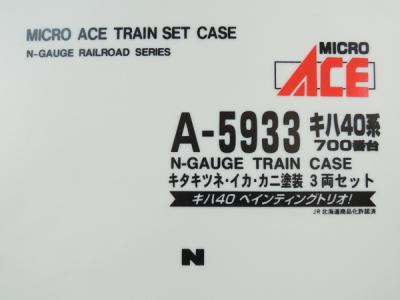 MICRO ACE TRAIN SET CASE
N-GAUGE RAILROAD SERIES
MICRO
ACE
A-5933 キハ40系
700番台
N-GAUGE TRAIN CASE
キタキツネ・イカ・カニ塗装 3両セット
キハ40 ペインティングトリオ!
JR北海道商品化許諾済
N